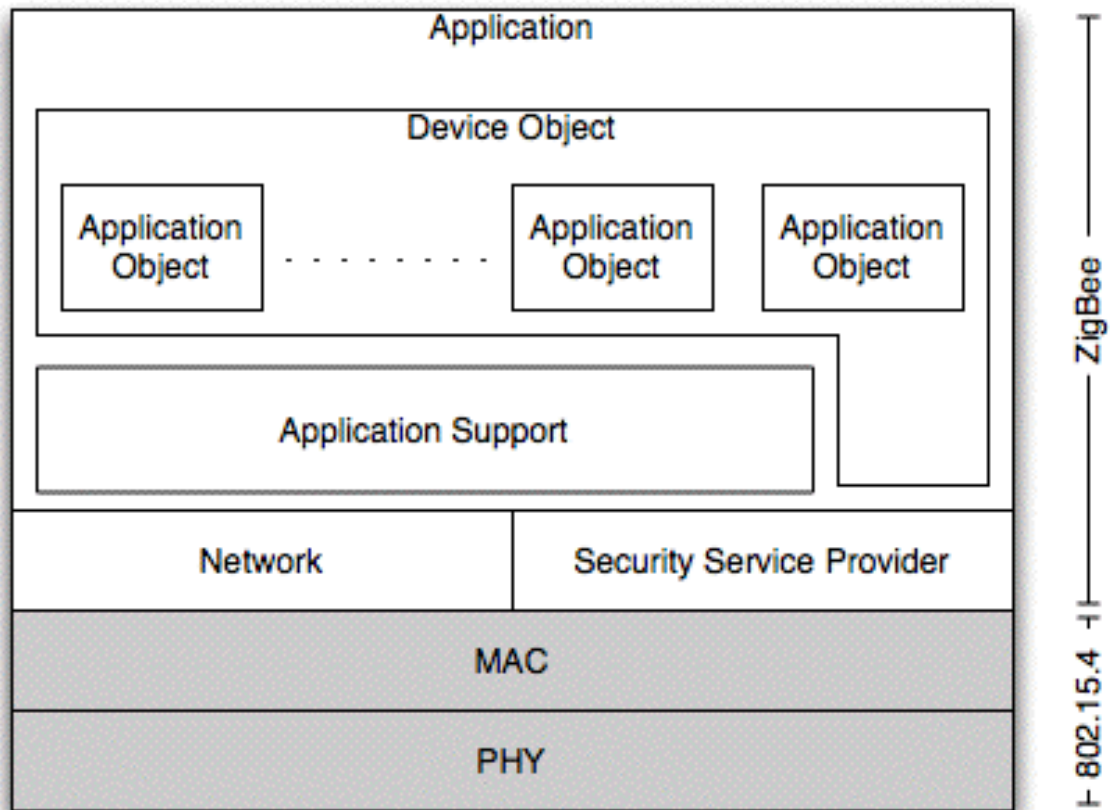 Application
Device Object
Application
Object
Application
Object
Application
Object
Application Support
Network
Security Service Provider
MAC
PHY
ZigBee
802.15.4